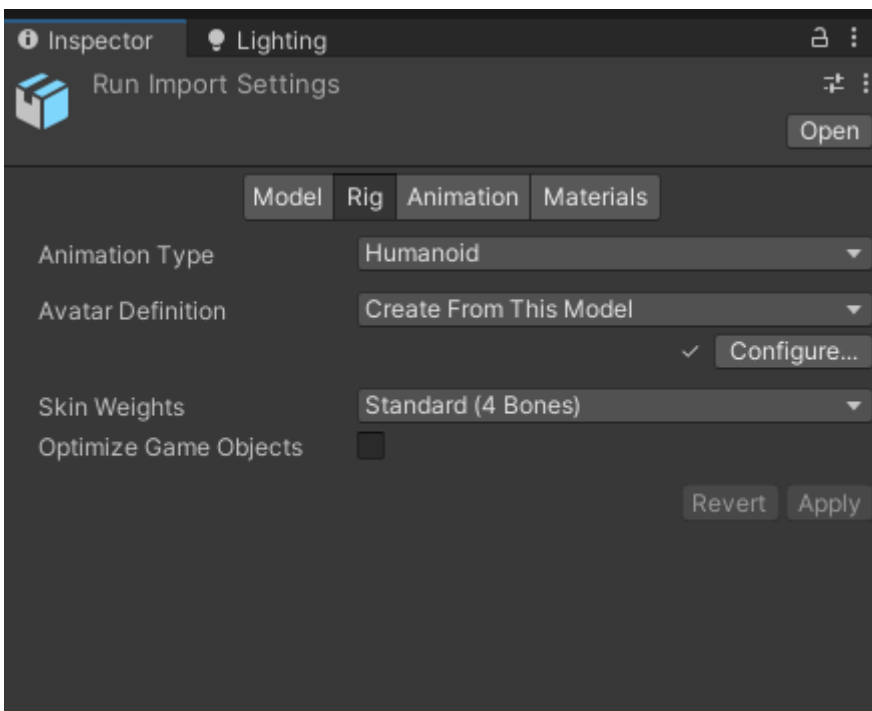 Inspector Lighting
Run Import Settings
Open
Model Rig Animation Materials
Animation Type Humanoid
Avatar Definition Create From This Model
Configure...
Skin Weights Standard (4 Bones)
Optimize Game Objects
Revert Apply